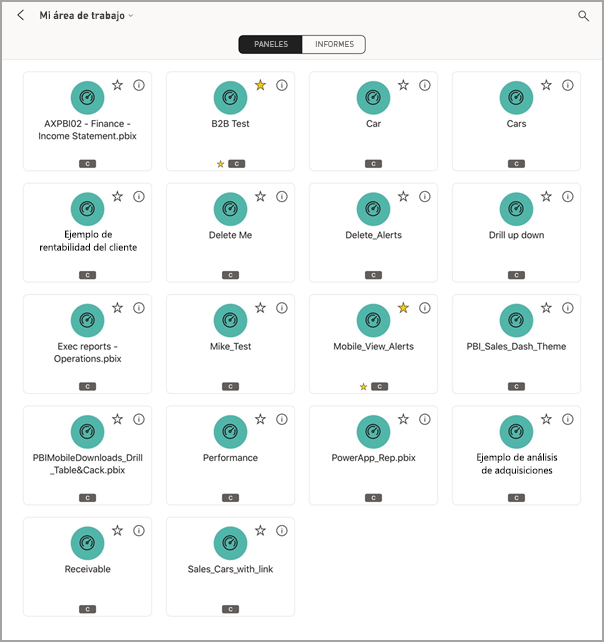 Mi área de trabajo
PANELES INFORMES
AXPBI02 - Finance -
Income Statement.pbix
C
B2B Test
C
Car
C
Cars
C
Ejemplo de
rentabilidad del cliente
C
Delete Me
C
Delete_Alerts
C
Drill up down
C
Exec reports -
Operations.pbix
C
Mike_Test
C
Mobile_View_Alerts
C
PBI_Sales_Dash_Theme
C
PBIMobileDownloads_Drill
_Table&Cack.pbix
C
Performance
C
PowerApp_Rep.pbix
C
Ejemplo de análisis
de adquisiciones
C
Receivable
C
Sales_Cars_with_link
C